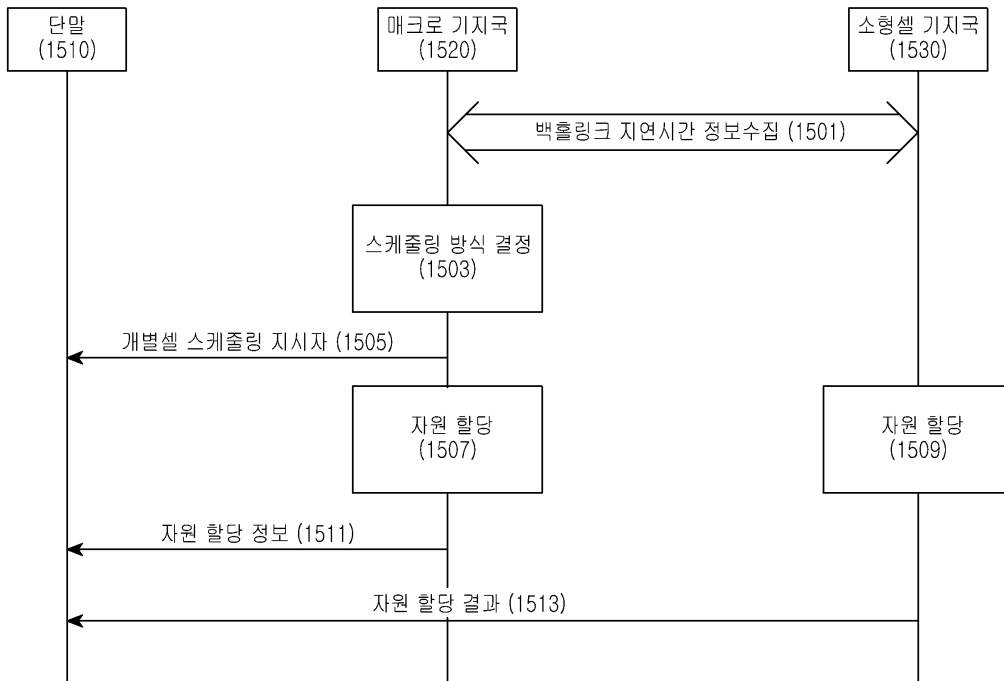 단말
(1510)
매크로 기지국
(1520)
소형셀 기지국
(1530)
백홀링크 지연시간 정보수집 (1501)
스케줄링 방식 결정
(1503)
개별셀 스케줄링 지시자 (1505)
자원 할당
(1507)
자원 할당
(1509)
자원 할당 정보 (1511)
자원 할당 결과 (1513)